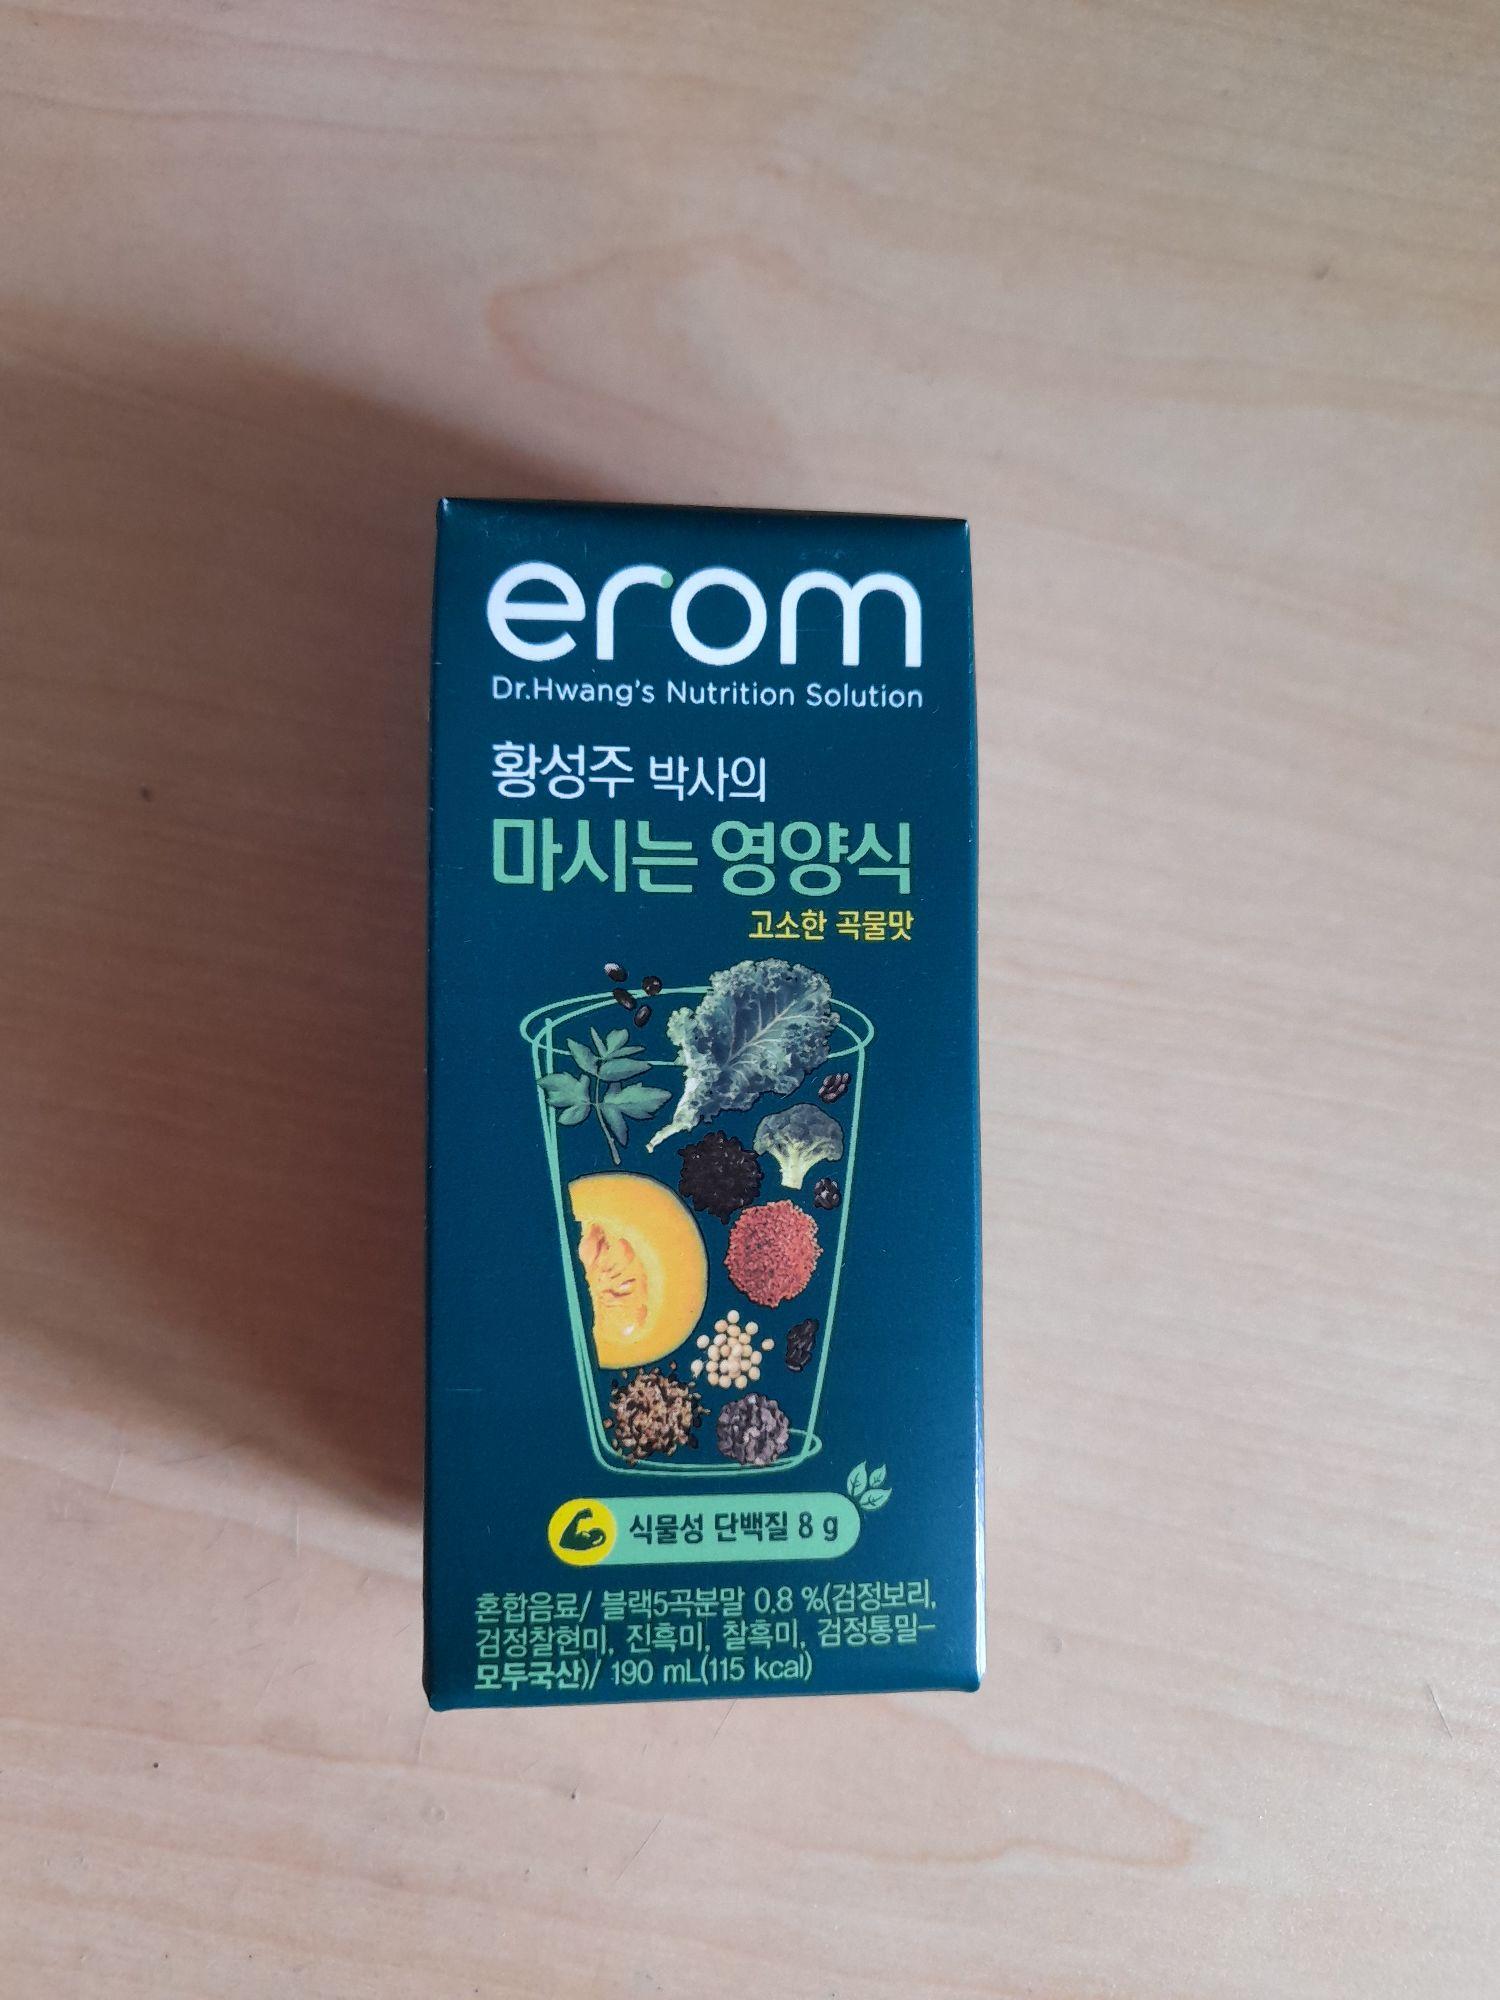 erom
Dr.Hwang's Nutrition Solution
황성주 박사의
마시는 영양식
고소한 곡물맛
식물성 단백질 8 g
혼합음료/ 블랙5곡분말 0.8 %(검정보리,
검정찰현미, 진흑미, 찰흑미, 검정통밀-
모두국산)/ 190 mL(115 kcal)